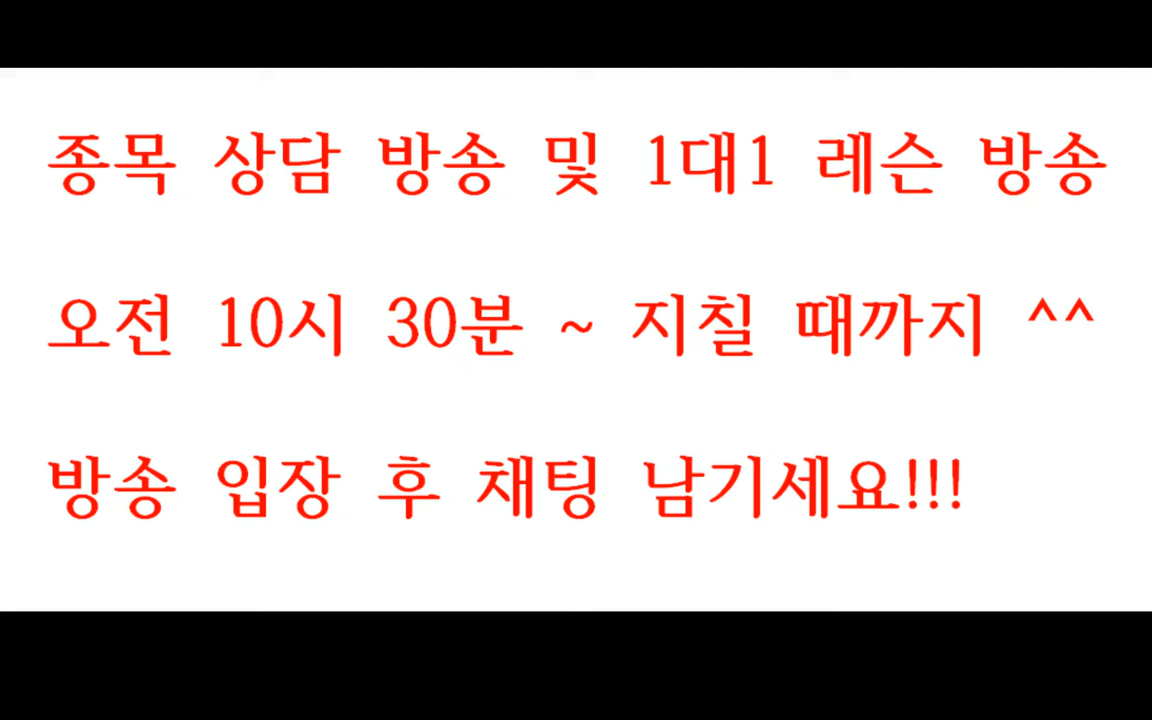 종목 상담 방송 및 1대1 레슨 방송
오전 10시 30분 ~ 지칠 때까지 ^^
방송 입장 후 채팅 남기세요!!!